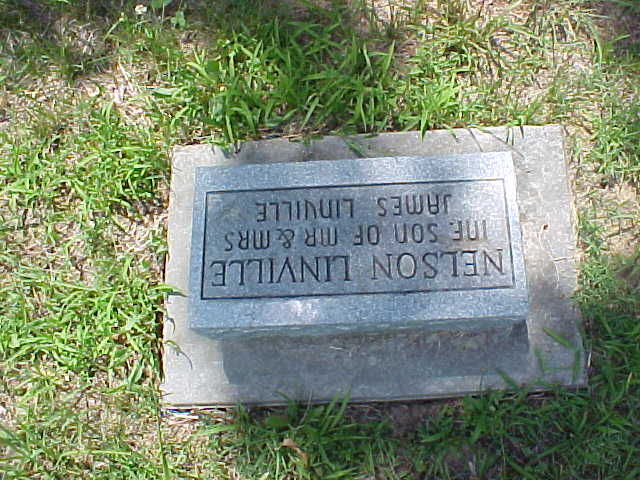 NELSON LINVILLE
INF. SON OF MR & MRS
JAMES LINVILLE